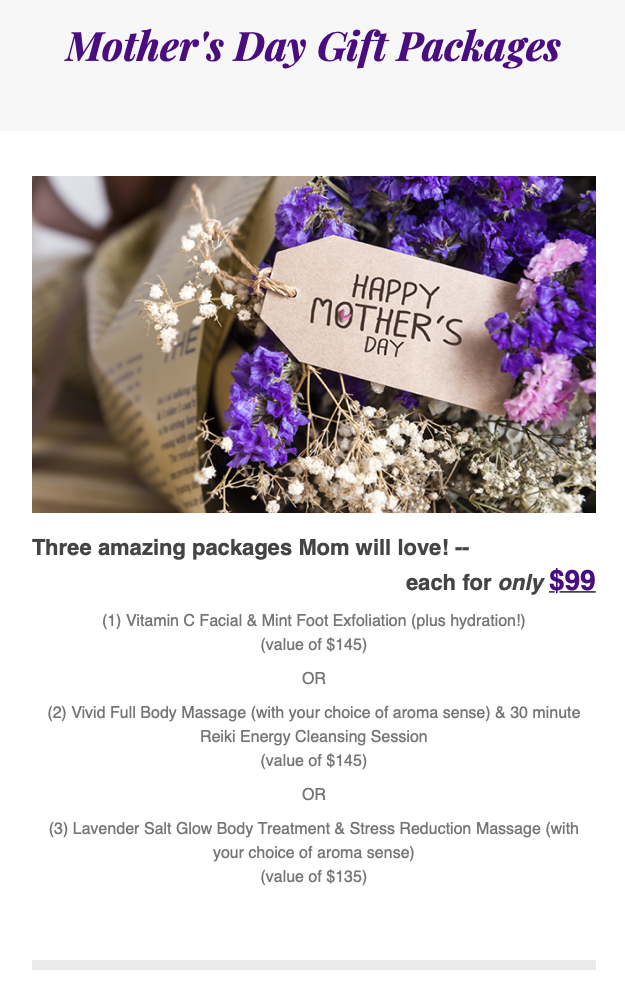 Mother's Day Gift Packages
THE
HAPPY
MOTHER'S
DAY
Three amazing packages Mom will love! --
each for only $99
(1) Vitamin C Facial & Mint Foot Exfoliation (plus hydration!)
(value of $145)
OR
(2) Vivid Full Body Massage (with your choice of aroma sense) & 30 minute
Reiki Energy Cleansing Session
(value of $145)
OR
(3) Lavender Salt Glow Body Treatment & Stress Reduction Massage (with
your choice of aroma sense)
(value of $135)